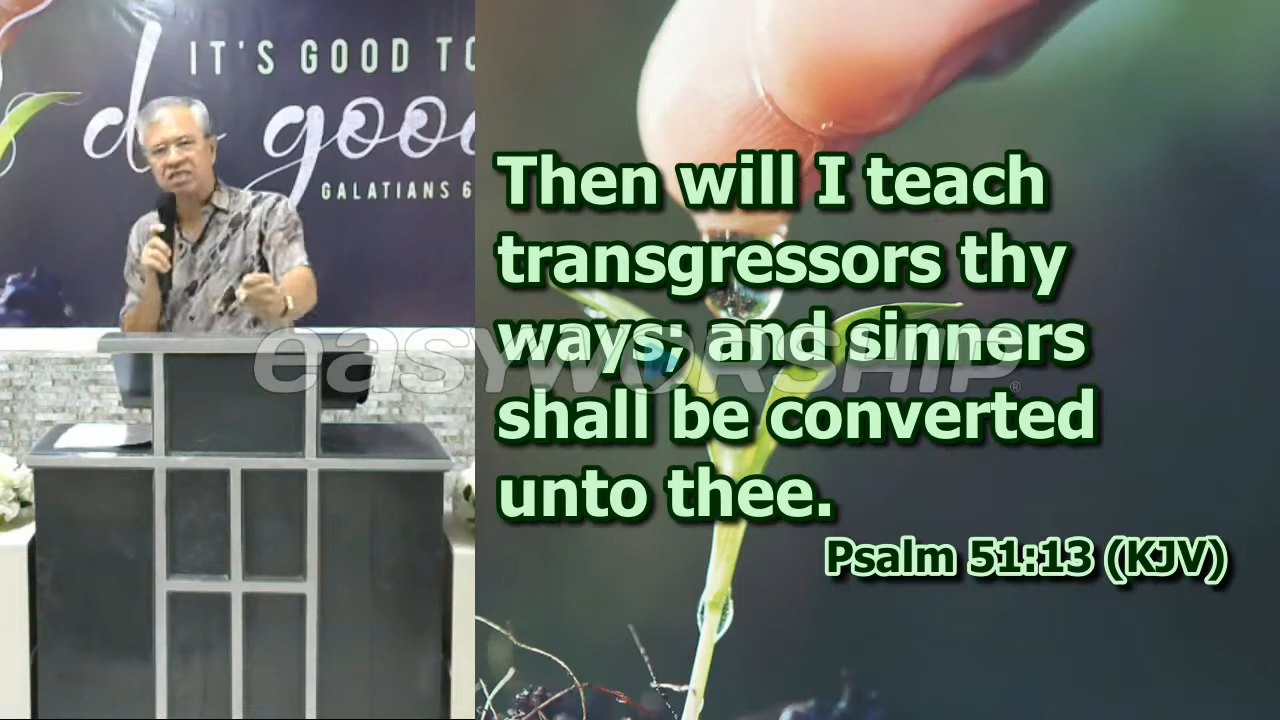 IT'S GOOD TO
do good
GALATIANS 6
Then will I teach
transgressors thy
ways; and sinners
shall be converted
unto thee.
Psalm 51:13 (KJV)
easyworship®